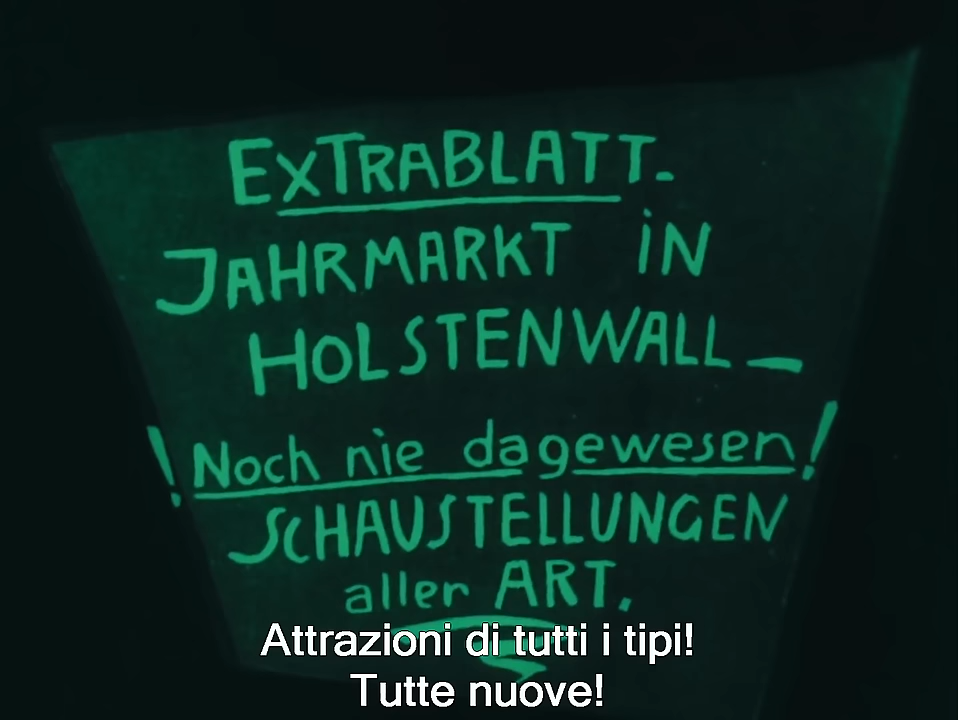 EXTRABLATT.
JAHRMARKT iN
HOLSTENWALL –
! Noch nie dagewesen !
SCHAUSTELLUNGEN
aller ART.
Attrazioni di tutti i tipi!
Tutte nuove!